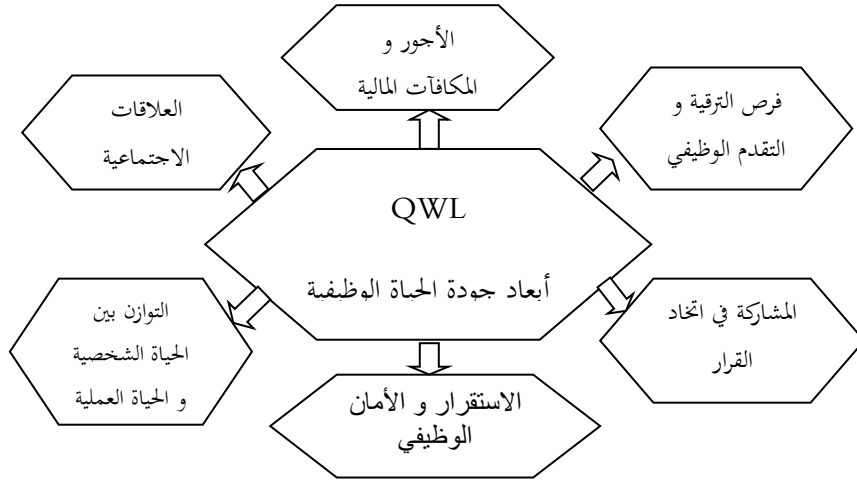 الأجور و
المكافآت المالية
فرص الترقية و
التقدم الوظيفي
العلاقات
الاجتماعية
QWL
أبعاد جودة الحياة الوظيفية
المشاركة في اتخاد
القرار
التوازن بين
الحياة الشخصية
و الحياة العملية
الاستقرار و الأمان
الوظيفي